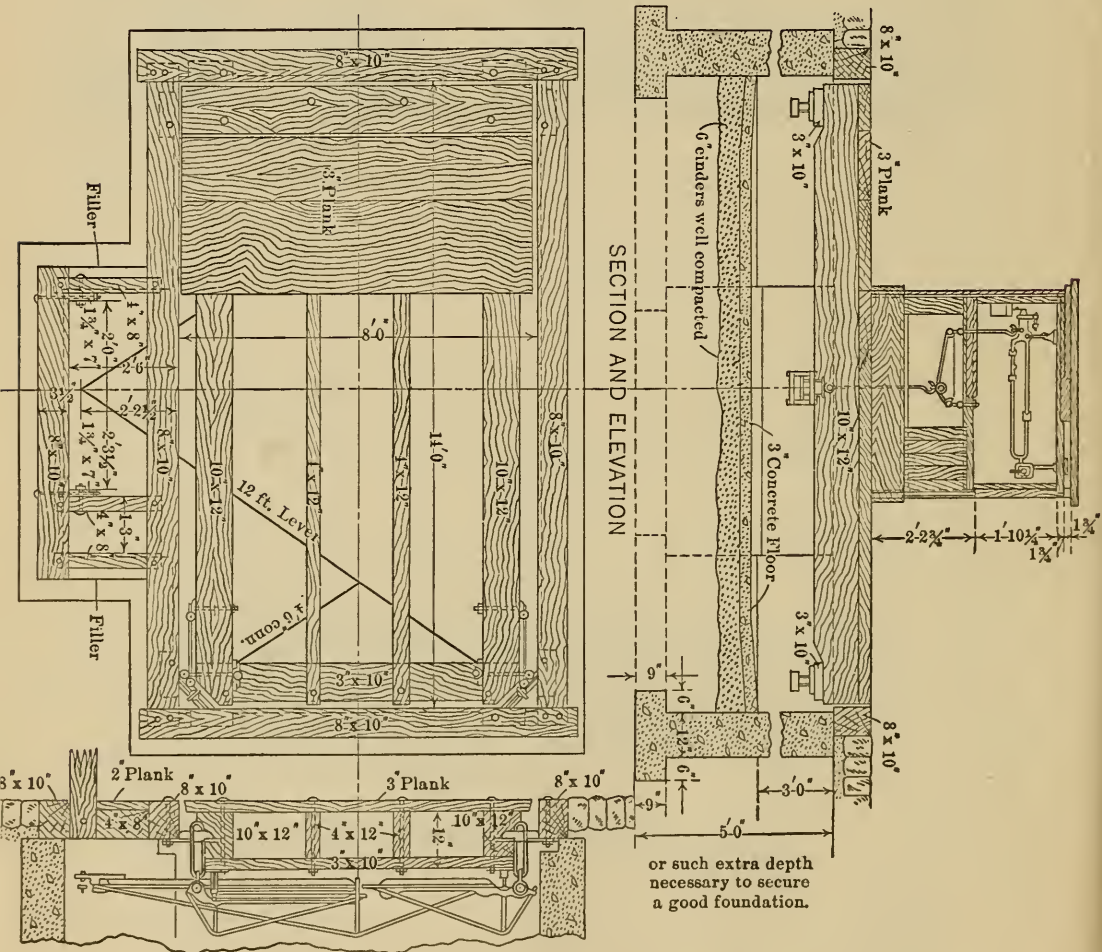 8" x 10"
3" Plank
Filler
4" x 8"
1¾" x 7"
2'-0"
2'-6"
3½"
2'-2½"
8" x 10"
8" x 10"
1¾" x 7"
2'-3½"
4" x 8"
1'-3"
Filler
8'-0"
14'-0"
10" x 12"
4" x 12"
4" x 12"
10" x 12"
8" x 10"
12 ft. Lever
4' 6" conn.
3" x 10"
8" x 10"
SECTION AND ELEVATION
8" x 10"
3" x 10"
3" Plank
6" cinders well compacted
3" Concrete Floor
10" x 12"
2'-2¾"
1'-10¼"
1¾"
1¾"
3" x 10"
8" x 10"
9"
6"
12"
6"
9"
3'-0"
5'-0"
or such extra depth
necessary to secure
a good foundation.
8" x 10"
2" Plank
8" x 10"
4" x 8"
3" Plank
8" x 10"
10" x 12"
4" x 12"
12"
10" x 12"
3" x 10"